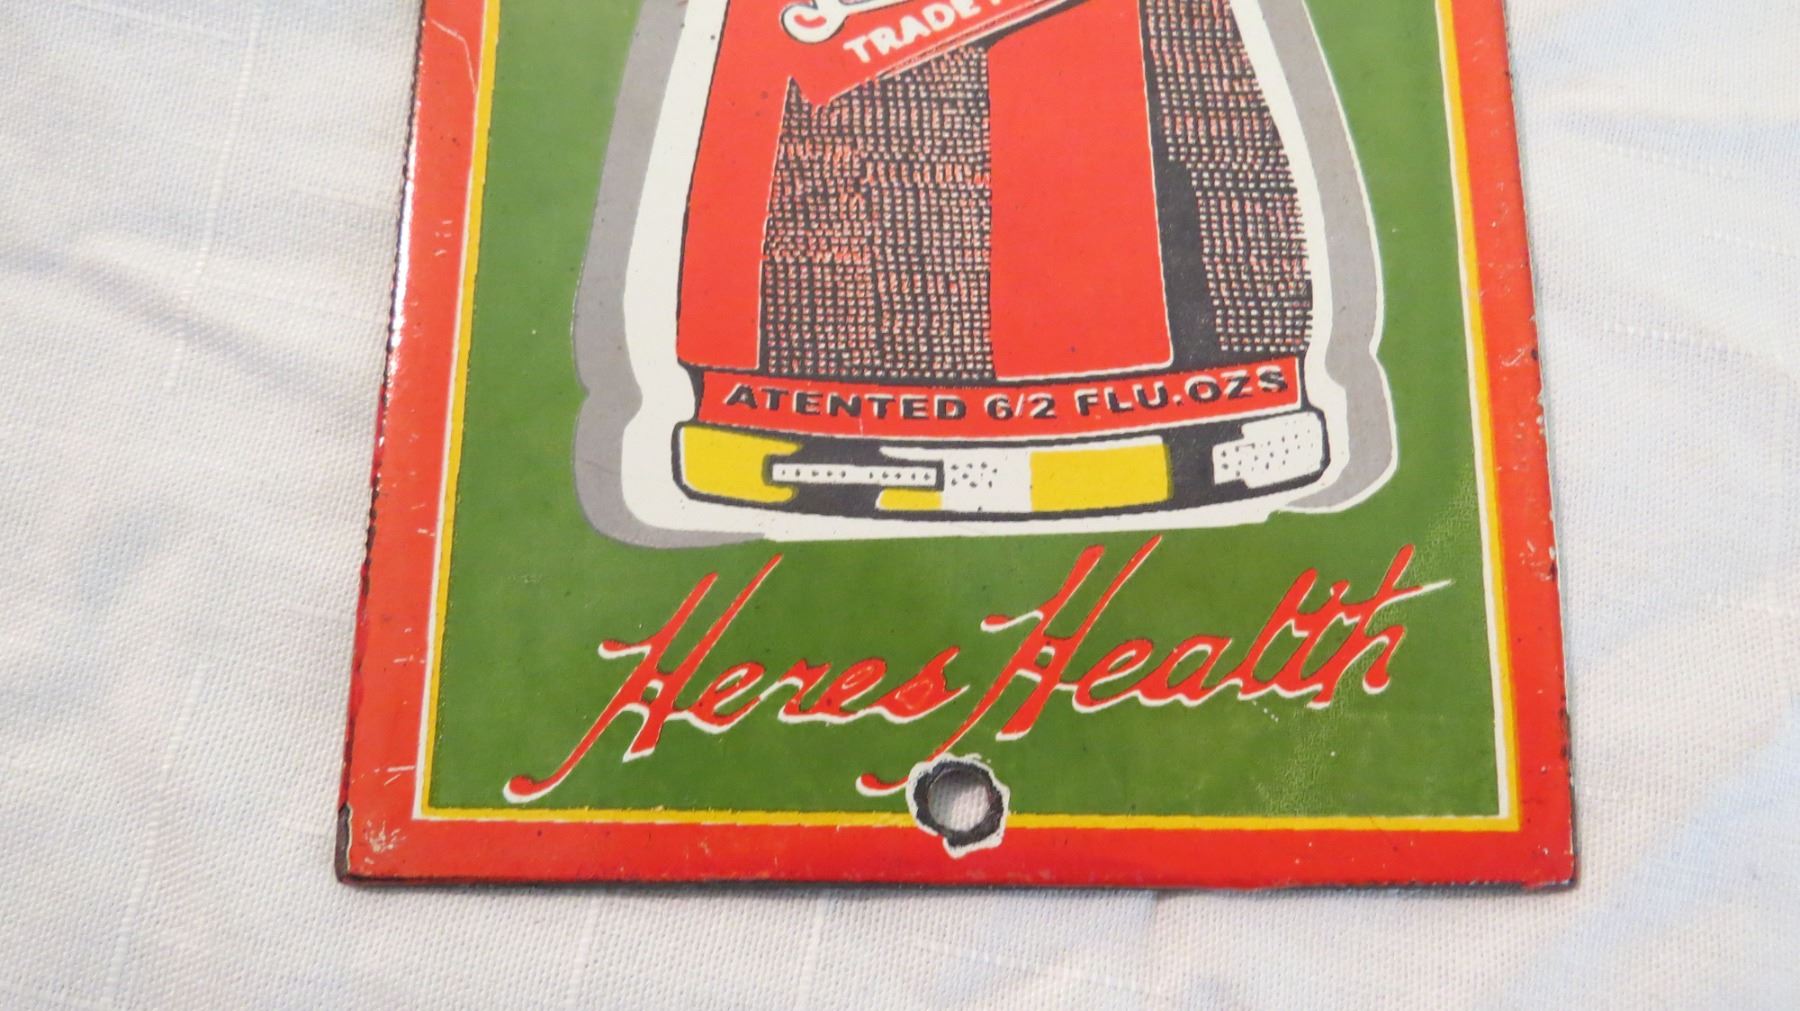 TRADE
ATENTED 6/2 FLU.OZS
Heres Health